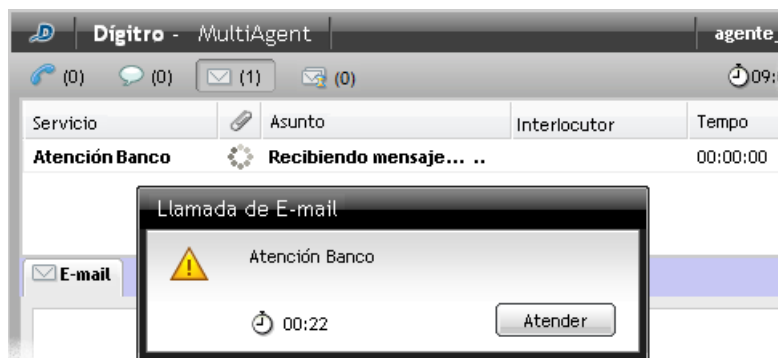 Dígitro - MultiAgent agente_
(0) (0) (1) (0) 09:
Servicio Asunto Interlocutor Tempo
Atención Banco Recibiendo mensaje... .. 00:00:00
Llamada de E-mail
Atención Banco
E-mail
00:22 Atender